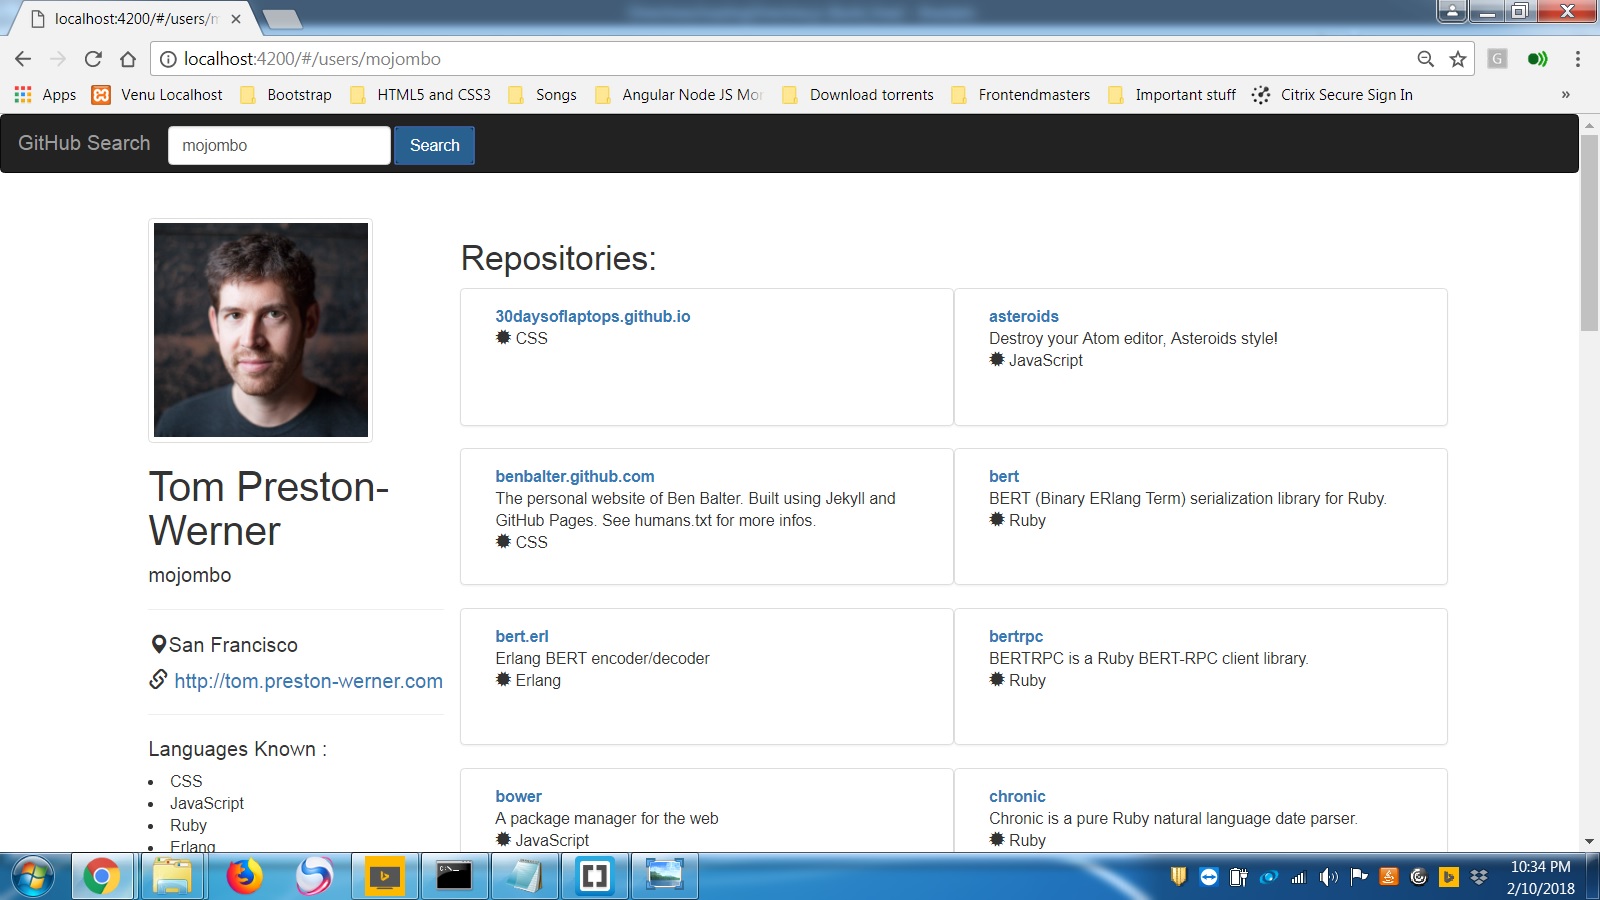 localhost:4200/#/users/m
localhost:4200/#/users/mojombo
Apps Venu Localhost Bootstrap HTML5 and CSS3 Songs Angular Node JS Mo Download torrents Frontendmasters Important stuff Citrix Secure Sign In »
GitHub Search mojombo Search
Tom Preston-
Werner
mojombo
San Francisco
http://tom.preston-werner.com
Languages Known :
CSS
JavaScript
Ruby
Erlang
Repositories:
30daysoflaptops.github.io
CSS
asteroids
Destroy your Atom editor, Asteroids style!
JavaScript
benbalter.github.com
The personal website of Ben Balter. Built using Jekyll and
GitHub Pages. See humans.txt for more infos.
CSS
bert
BERT (Binary ERlang Term) serialization library for Ruby.
Ruby
bert.erl
Erlang BERT encoder/decoder
Erlang
bertrpc
BERTRPC is a Ruby BERT-RPC client library.
Ruby
bower
A package manager for the web
JavaScript
chronic
Chronic is a pure Ruby natural language date parser.
Ruby
10:34 PM
2/10/2018